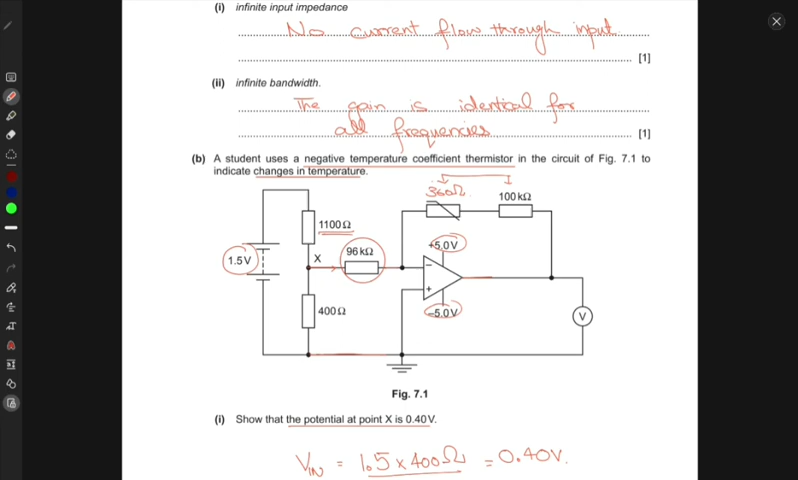 (i) infinite input impedance
No current flow through input
[1]
(ii) infinite bandwidth.
The gain is identical for
all frequencies
[1]
(b) A student uses a negative temperature coefficient thermistor in the circuit of Fig. 7.1 to
indicate changes in temperature.
360Ω
100 kΩ
1100 Ω
96 kΩ
+5.0 V
1.5 V
X
−
+
400 Ω
−5.0 V
V
Fig. 7.1
(i) Show that the potential at point X is 0.40 V.
VIN = 1.5 × 400Ω = 0.40V.